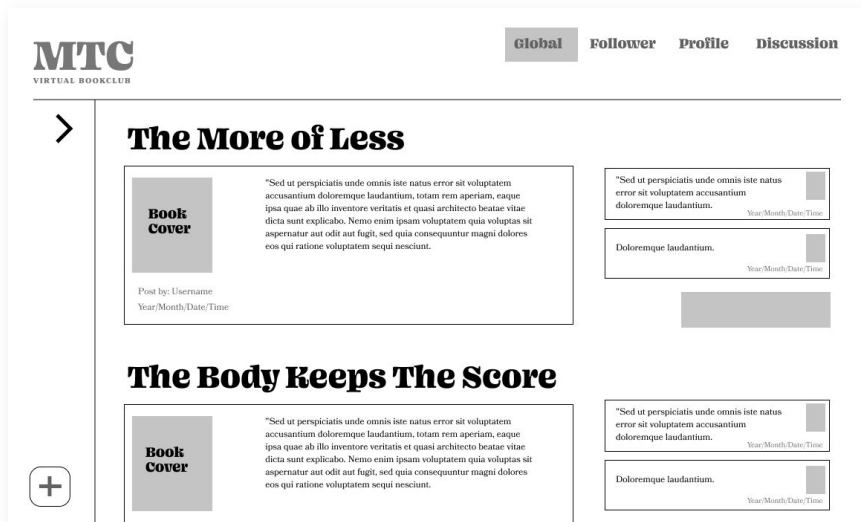 MTC
VIRTUAL BOOKCLUB
Global Follower Profile Discussion
The More of Less
Book
Cover
"Sed ut perspiciatis unde omnis iste natus error sit voluptatem
accusantium doloremque laudantium, totam rem aperiam, eaque
ipsa quae ab illo inventore veritatis et quasi architecto beatae vitae
dicta sunt explicabo. Nemo enim ipsam voluptatem quia voluptas sit
aspernatur aut odit aut fugit, sed quia consequuntur magni dolores
eos qui ratione voluptatem sequi nesciunt.
Post by: Username
Year/Month/Date/Time
"Sed ut perspiciatis unde omnis iste natus
error sit voluptatem accusantium
doloremque laudantium.
Year/Month/Date/Time
Doloremque laudantium.
Year/Month/Date/Time
The Body Keeps The Score
Book
Cover
"Sed ut perspiciatis unde omnis iste natus error sit voluptatem
accusantium doloremque laudantium, totam rem aperiam, eaque
ipsa quae ab illo inventore veritatis et quasi architecto beatae vitae
dicta sunt explicabo. Nemo enim ipsam voluptatem quia voluptas sit
aspernatur aut odit aut fugit, sed quia consequuntur magni dolores
eos qui ratione voluptatem sequi nesciunt.
"Sed ut perspiciatis unde omnis iste natus
error sit voluptatem accusantium
doloremque laudantium.
Year/Month/Date/Time
Doloremque laudantium.
Year/Month/Date/Time